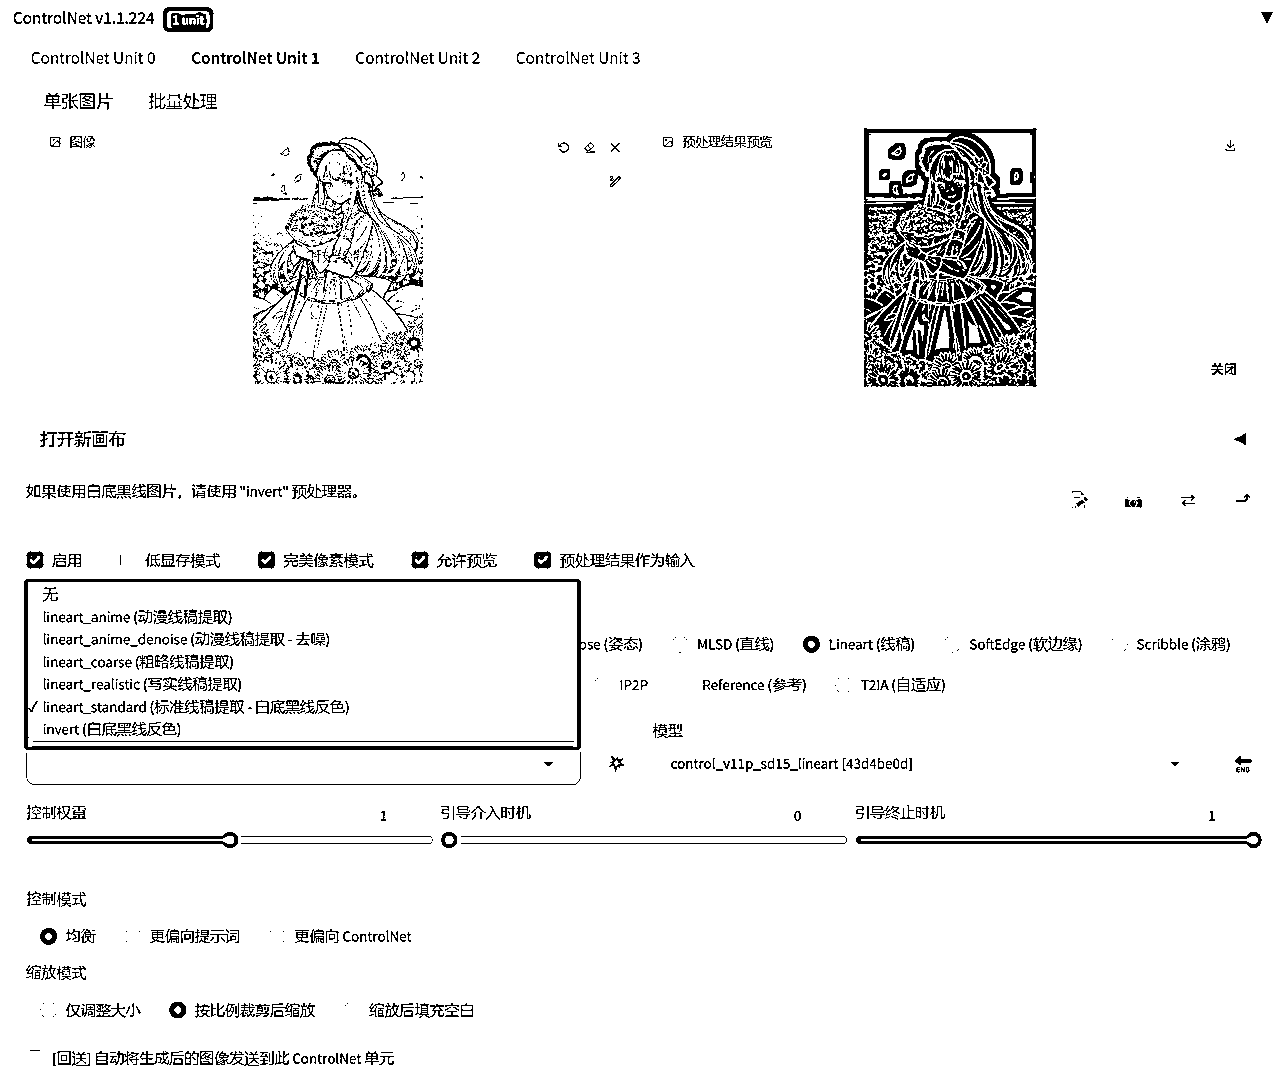 ControlNet v1.1.224 [1 unit]
ControlNet Unit 0 ControlNet Unit 1 ControlNet Unit 2 ControlNet Unit 3
单张图片 批量处理
图像 预处理结果预览
关闭
打开新画布
如果使用白底黑线图片，请使用 "invert" 预处理器。
启用 低显存模式 完美像素模式 允许预览 预处理结果作为输入
无
lineart_anime (动漫线稿提取)
lineart_anime_denoise (动漫线稿提取 - 去噪)
ose (姿态) MLSD (直线) Lineart (线稿) SoftEdge (软边缘) Scribble (涂鸦)
lineart_coarse (粗略线稿提取)
lineart_realistic (写实线稿提取) IP2P Reference (参考) T2IA (自适应)
✓ lineart_standard (标准线稿提取 - 白底黑线反色)
invert (白底黑线反色) 模型
control_v11p_sd15_lineart [43d4be0d] END
控制权重 1 引导介入时机 0 引导终止时机 1
控制模式
均衡 更偏向提示词 更偏向 ControlNet
缩放模式
仅调整大小 按比例裁剪后缩放 缩放后填充空白
[回送] 自动将生成后的图像发送到此 ControlNet 单元